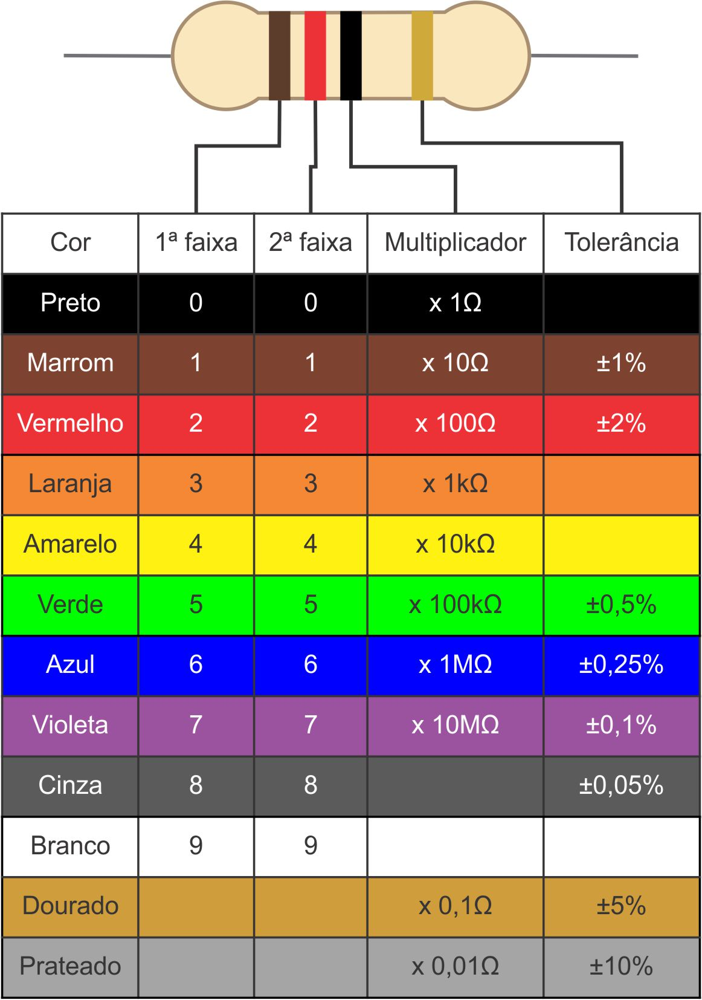 Cor 1ª faixa 2ª faixa Multiplicador Tolerância
Preto 0 0 x 1Ω
Marrom 1 1 x 10Ω ±1%
Vermelho 2 2 x 100Ω ±2%
Laranja 3 3 x 1kΩ
Amarelo 4 4 x 10kΩ
Verde 5 5 x 100kΩ ±0,5%
Azul 6 6 x 1MΩ ±0,25%
Violeta 7 7 x 10MΩ ±0,1%
Cinza 8 8 ±0,05%
Branco 9 9
Dourado x 0,1Ω ±5%
Prateado x 0,01Ω ±10%